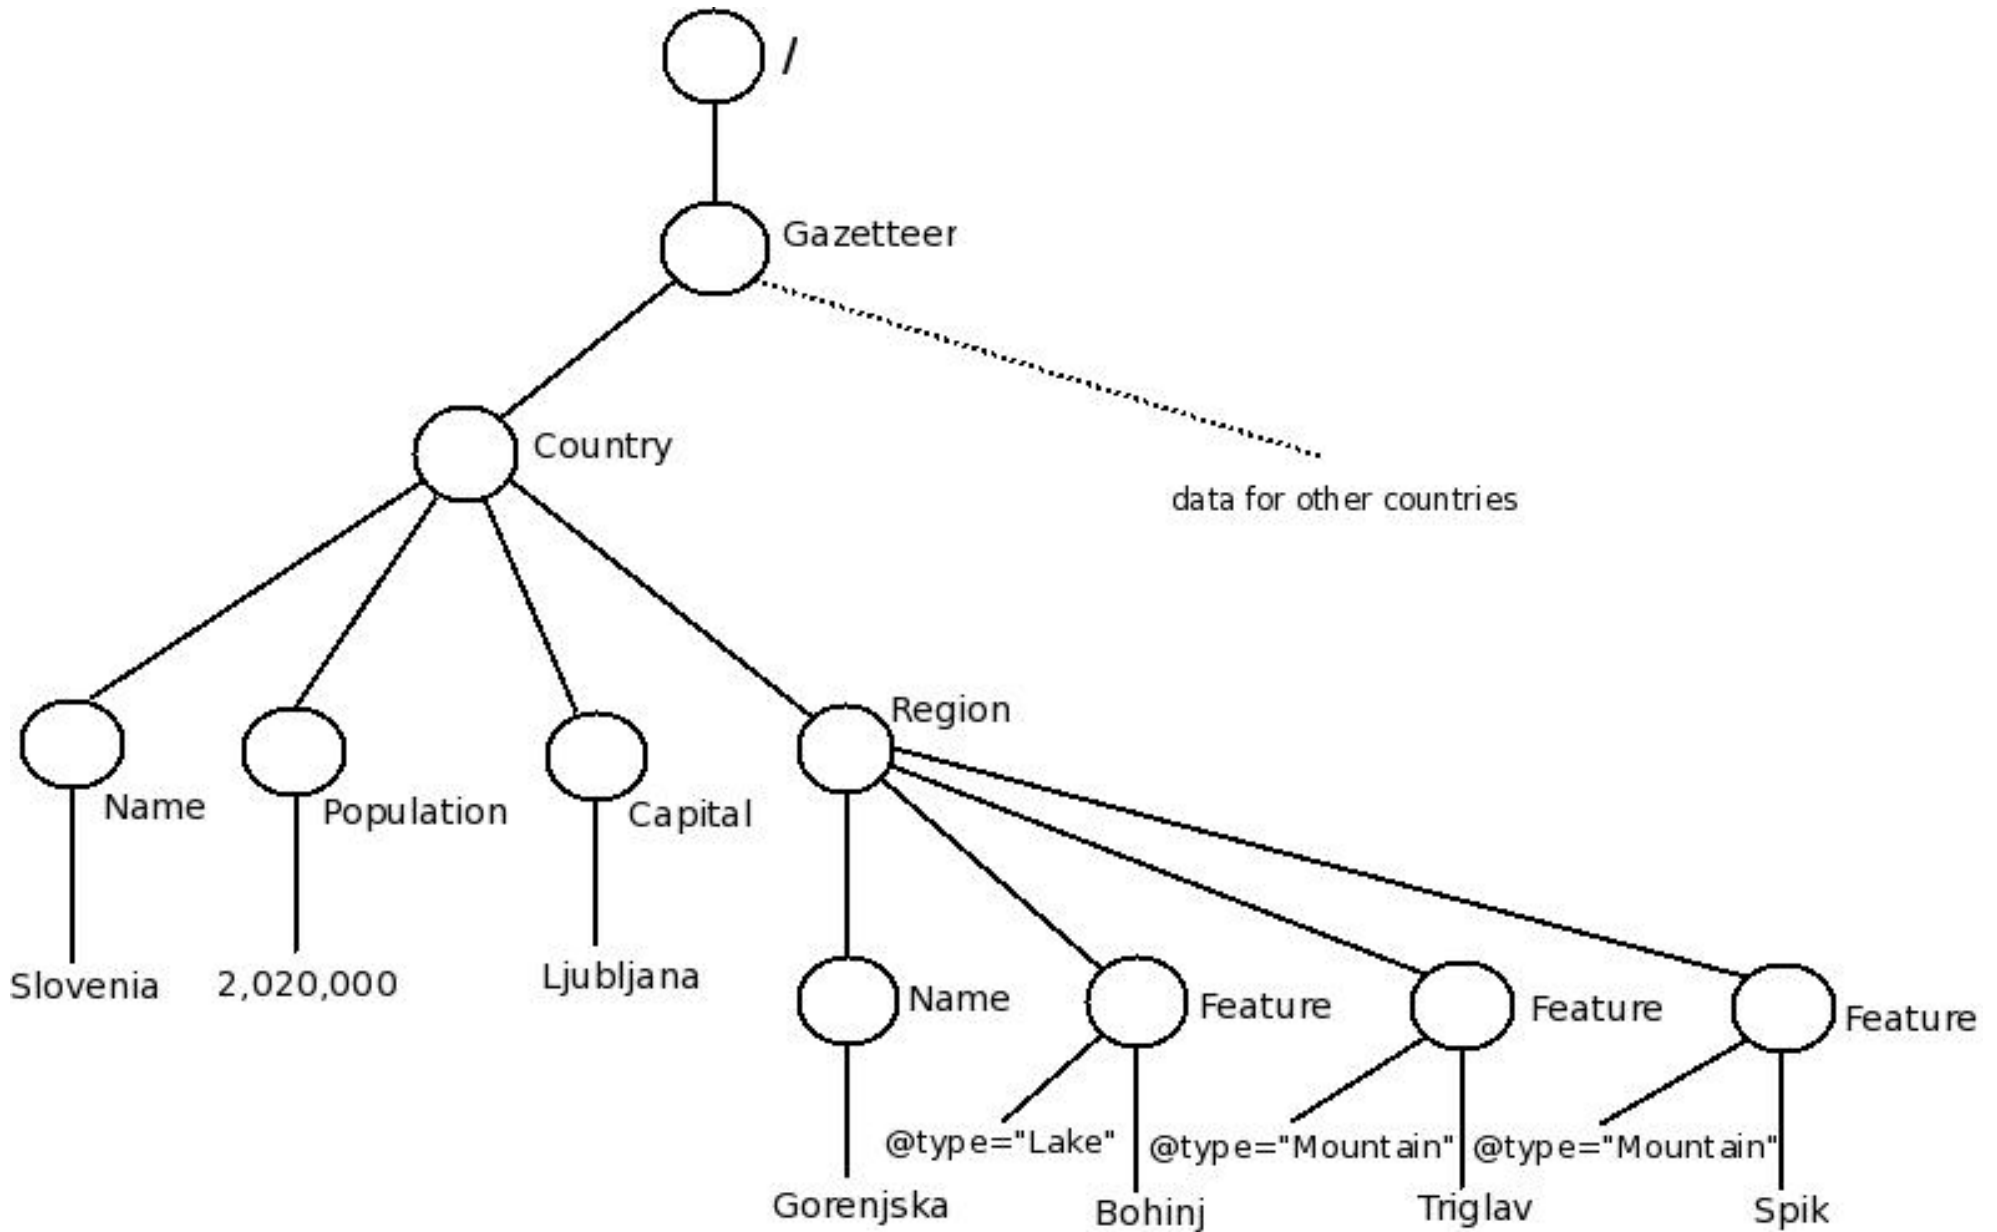 /
Gazetteer
Country
data for other countries
Region
Name
Population
Capital
Slovenia
2,020,000
Ljubljana
Name
Feature
Feature
Feature
@type="Lake"
@type="Mountain"
@type="Mountain"
Gorenjska
Bohinj
Triglav
Spik